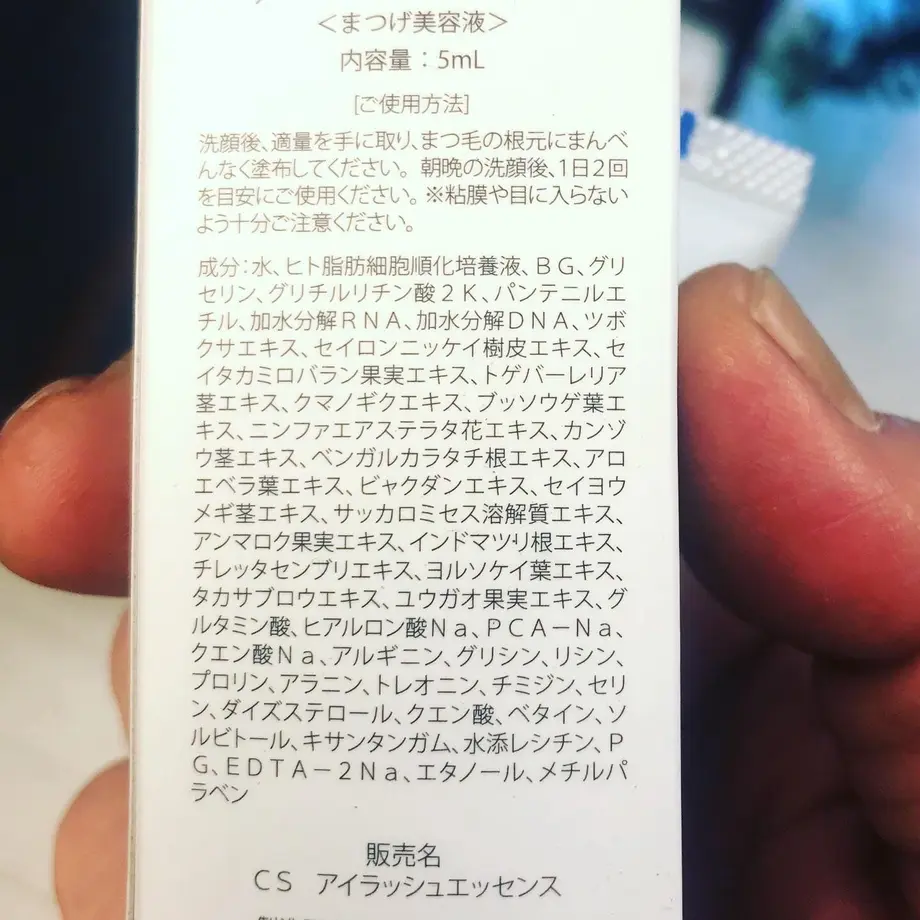 ＜まつげ美容液＞
内容量：5mL
[ご使用方法]
洗顔後、適量を手に取り、まつ毛の根元にまんべ
んなく塗布してください。朝晩の洗顔後、1日2回
を目安にご使用ください。※粘膜や目に入らない
よう十分ご注意ください。
成分：水、ヒト脂肪細胞順化培養液、ＢＧ、グリ
セリン、グリチルリチン酸２Ｋ、パンテニルエ
チル、加水分解ＲＮＡ、加水分解ＤＮＡ、ツボ
クサエキス、セイロンニッケイ樹皮エキス、セ
イタカミロバラン果実エキス、トゲバーレリア
茎エキス、クマノギクエキス、ブッソウゲ葉エ
キス、ニンファエアステラタ花エキス、カンゾ
ウ茎エキス、ベンガルカラタチ根エキス、アロ
エベラ葉エキス、ビャクダンエキス、セイヨウ
メギ茎エキス、サッカロミセス溶解質エキス、
アンマロク果実エキス、インドマツリ根エキス、
チレッタセンブリエキス、ヨルソケイ葉エキス、
タカサブロウエキス、ユウガオ果実エキス、グ
ルタミン酸、ヒアルロン酸Ｎａ、ＰＣＡ－Ｎａ、
クエン酸Ｎａ、アルギニン、グリシン、リシン、
プロリン、アラニン、トレオニン、チミジン、セリ
ン、ダイズステロール、クエン酸、ベタイン、ソ
ルビトール、キサンタンガム、水添レシチン、Ｐ
Ｇ、ＥＤＴＡ－２Ｎａ、エタノール、メチルパ
ラベン
販売名
ＣＳ　アイラッシュエッセンス